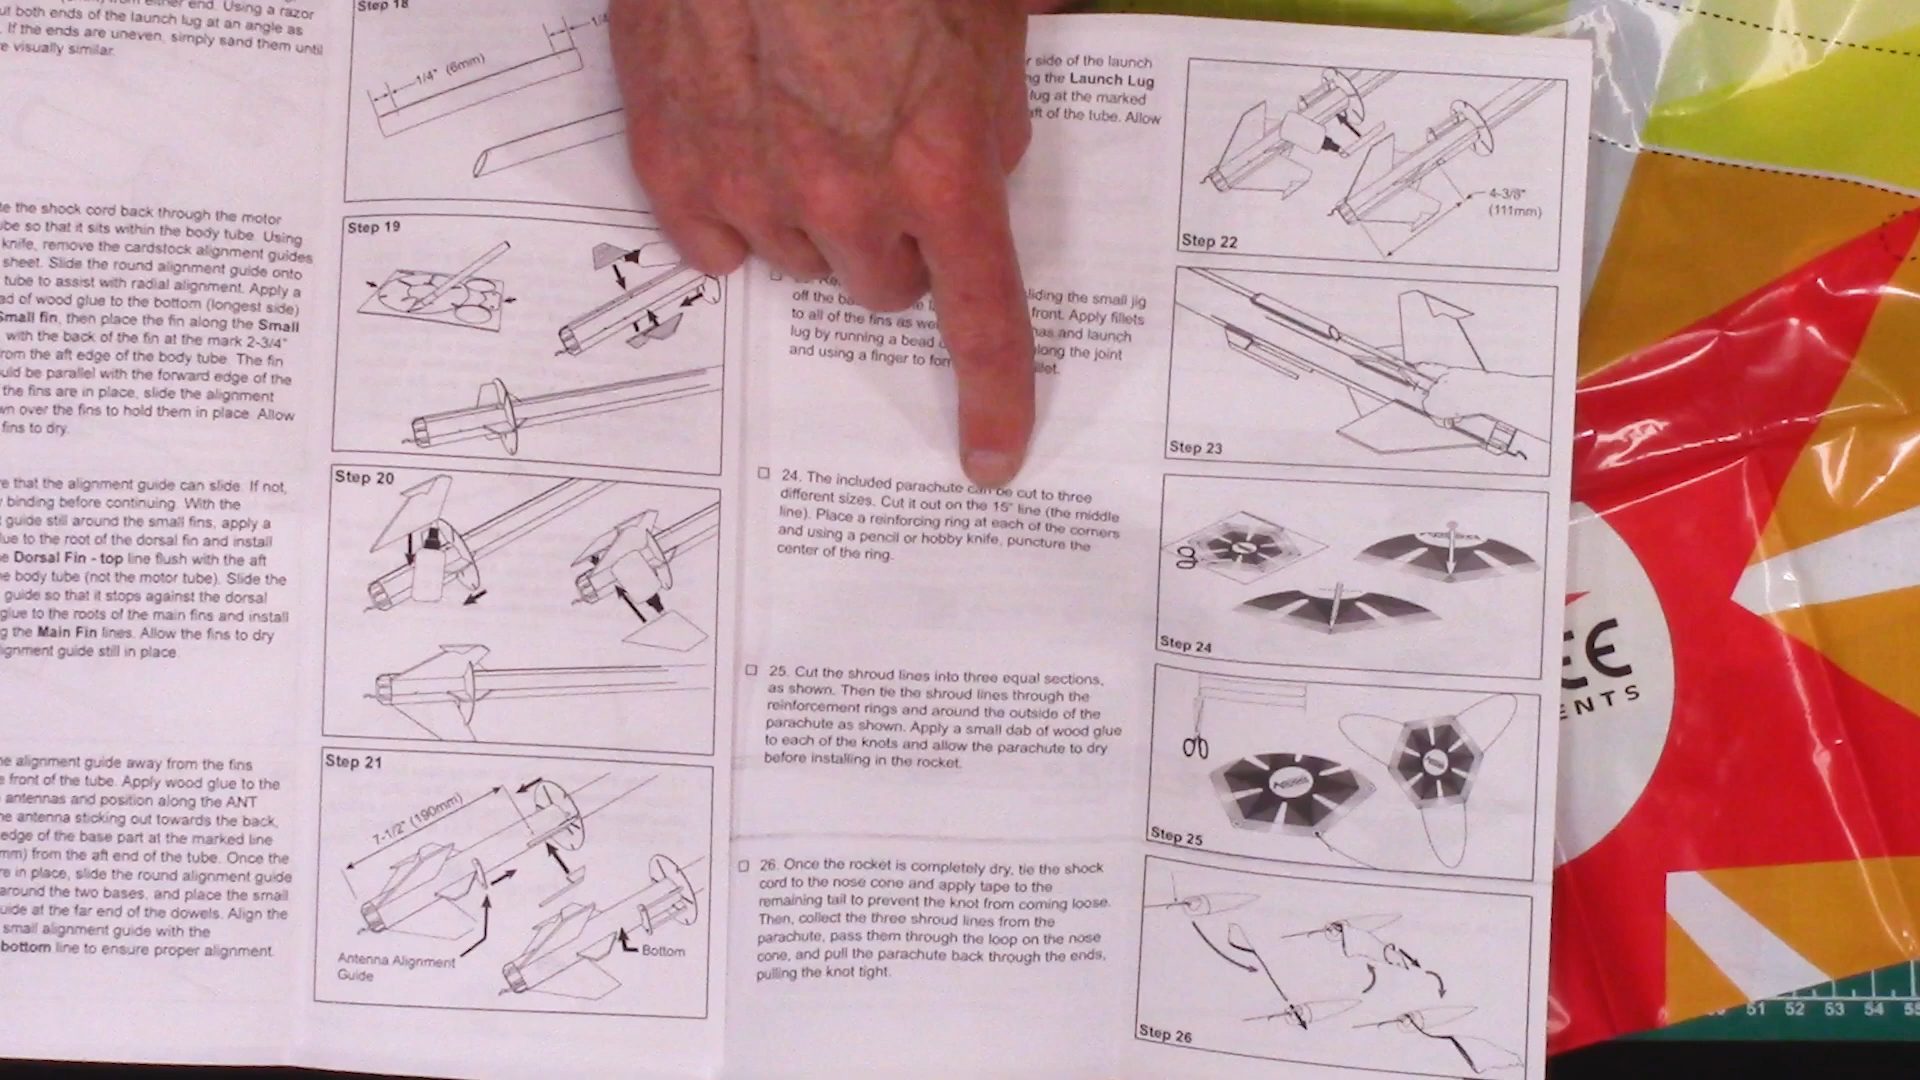 either end. Using a razor
ut both ends of the launch lug at an angle as
. If the ends are uneven, simply sand them until
e visually similar.
te the shock cord back through the motor
ube so that it sits within the body tube. Using
knife, remove the cardstock alignment guides
sheet. Slide the round alignment guide onto
tube to assist with radial alignment. Apply a
ad of wood glue to the bottom (longest side)
Small fin, then place the fin along the Small
with the back of the fin at the mark 2-3/4"
rom the aft edge of the body tube. The fin
uld be parallel with the forward edge of the
the fins are in place, slide the alignment
wn over the fins to hold them in place. Allow
fins to dry.
re that the alignment guide can slide. If not,
binding before continuing. With the
guide still around the small fins, apply a
lue to the root of the dorsal fin and install
e Dorsal Fin - top line flush with the aft
e body tube (not the motor tube). Slide the
guide so that it stops against the dorsal
glue to the roots of the main fins and install
g the Main Fin lines. Allow the fins to dry
lignment guide still in place.
he alignment guide away from the fins
e front of the tube. Apply wood glue to the
antennas and position along the ANT
he antenna sticking out towards the back,
edge of the base part at the marked line
mm) from the aft end of the tube. Once the
re in place, slide the round alignment guide
around the two bases, and place the small
uide at the far end of the dowels. Align the
small alignment guide with the
bottom line to ensure proper alignment.
Step 18
1/4" (6mm)
1/4
Step 19
Step 20
Step 21
7-1/2" (190mm)
Antenna Alignment
Guide
Bottom
r side of the launch
ng the Launch Lug
lug at the marked
aft of the tube. Allow
liding the small jig
off the front. Apply fillets
to all of the fins as and launch
lug by running a bead long the joint
and using a finger to
24. The included parachute can be cut to three
different sizes. Cut it out on the 15" line (the middle
line). Place a reinforcing ring at each of the corners
and using a pencil or hobby knife, puncture the
center of the ring.
25. Cut the shroud lines into three equal sections,
as shown. Then tie the shroud lines through the
reinforcement rings and around the outside of the
parachute as shown. Apply a small dab of wood glue
to each of the knots and allow the parachute to dry
before installing in the rocket.
26. Once the rocket is completely dry, tie the shock
cord to the nose cone and apply tape to the
remaining tail to prevent the knot from coming loose.
Then, collect the three shroud lines from the
parachute, pass them through the loop on the nose
cone, and pull the parachute back through the ends,
pulling the knot tight.
4-3/8"
(111mm)
Step 22
Step 23
Step 24
Step 25
Step 26
EE
ENTS
51 52 53 54 55